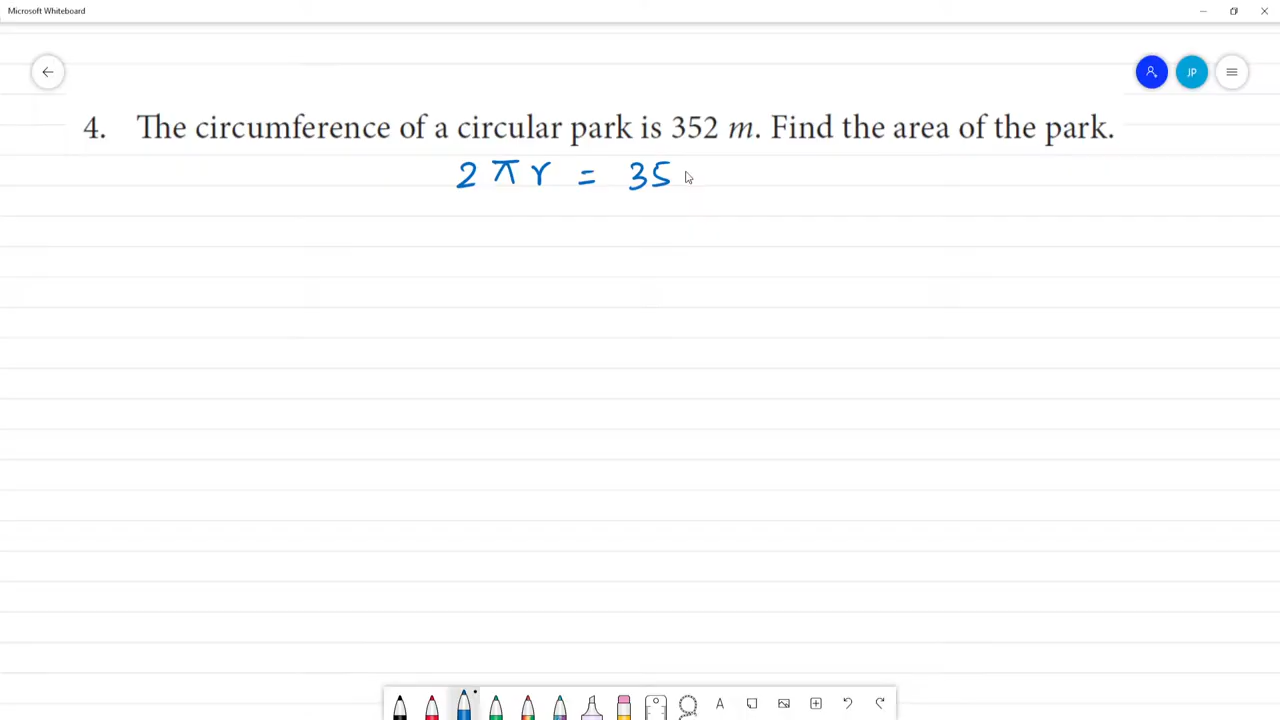 Microsoft Whiteboard
JP
4. The circumference of a circular park is 352 m. Find the area of the park.
2 π r = 35
A